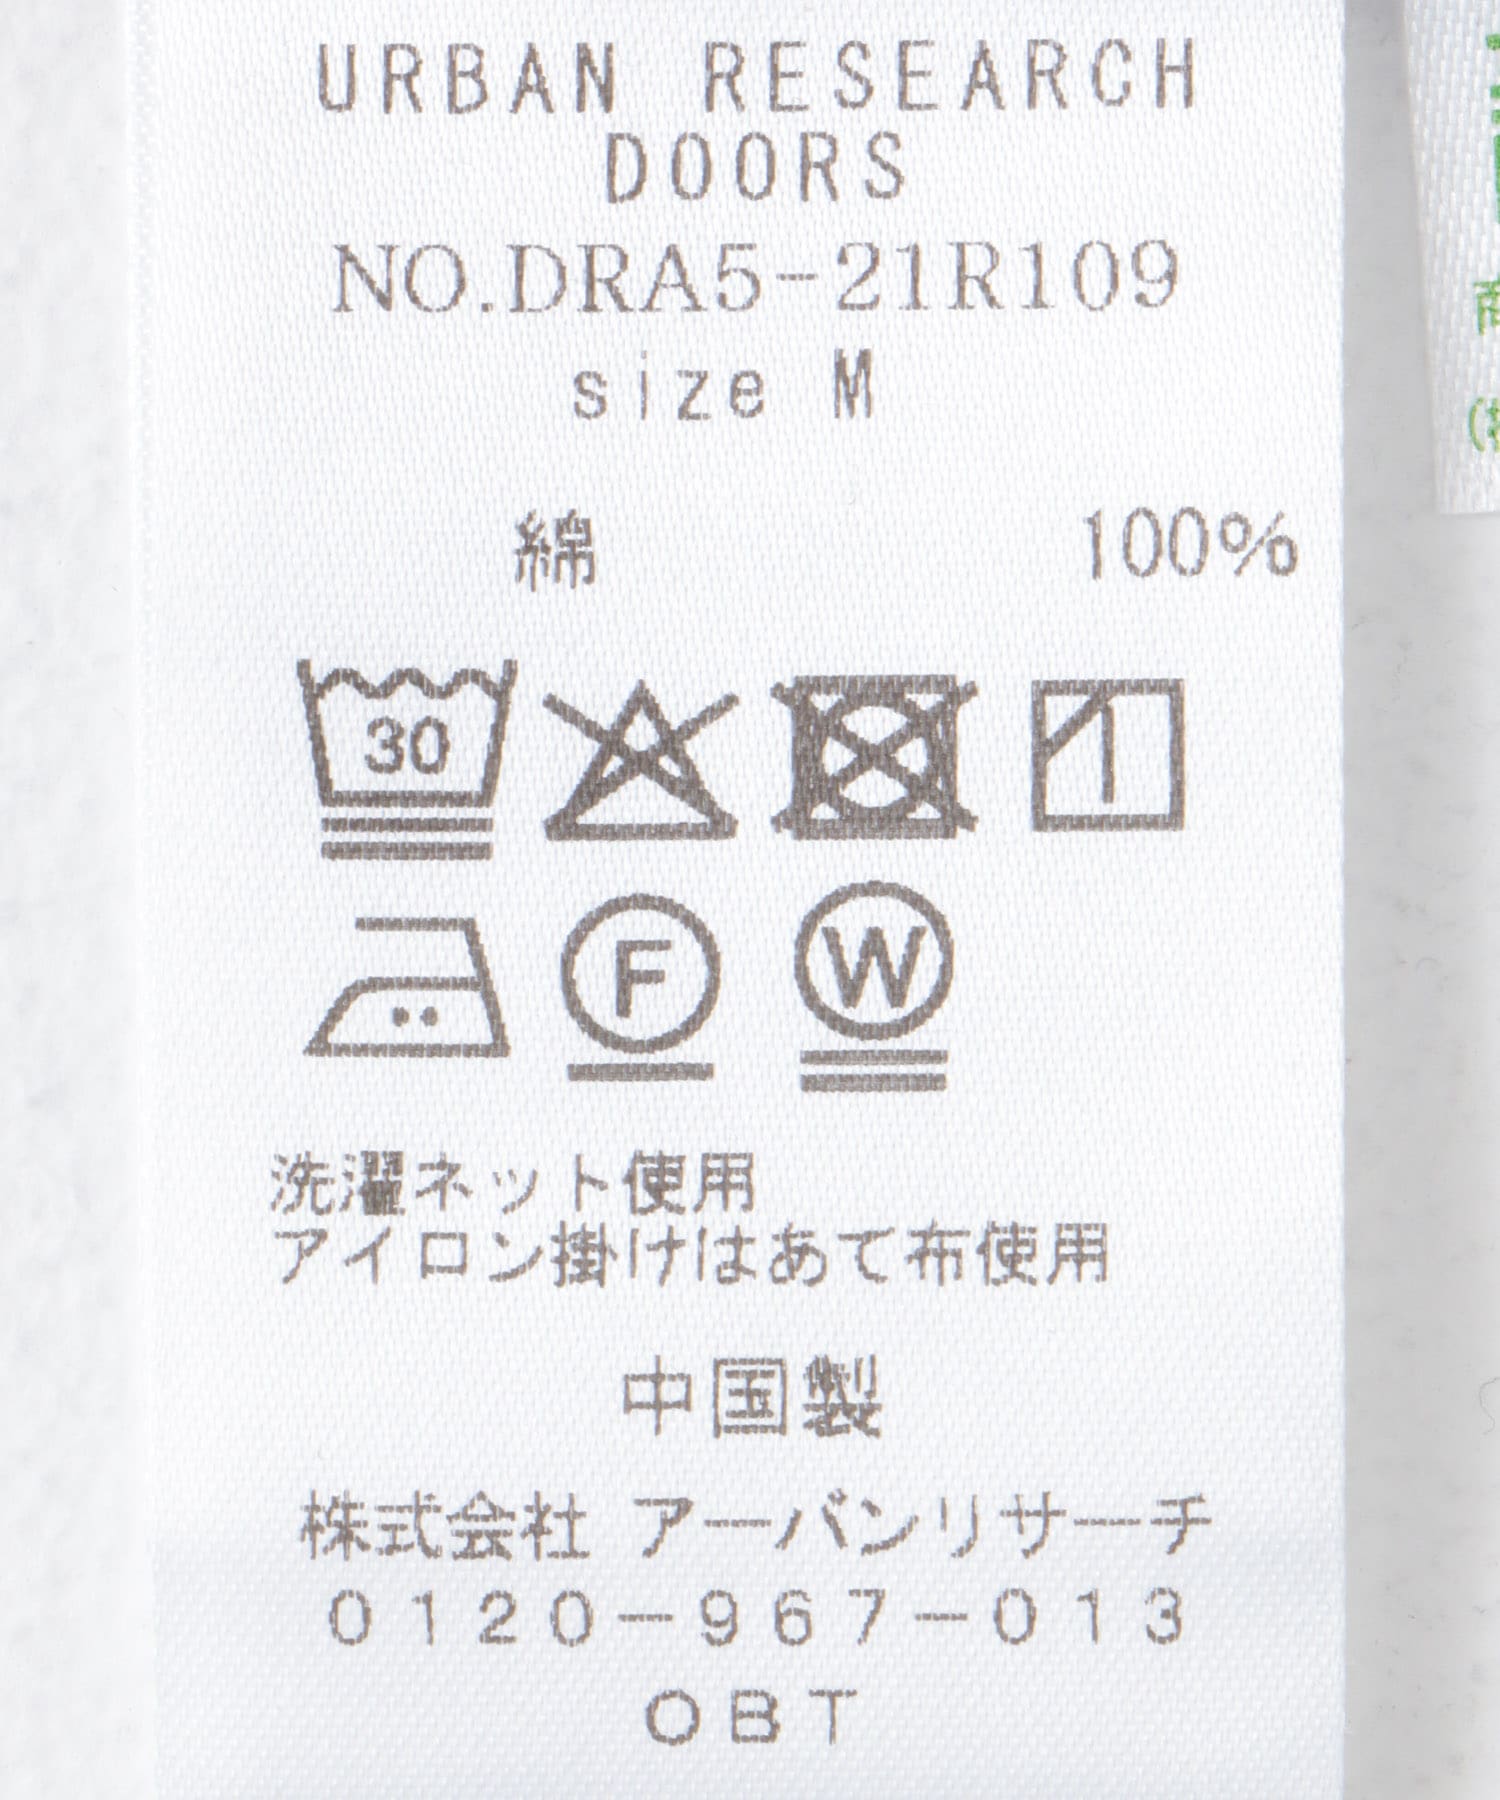 URBAN RESEARCH
DOORS
NO.DRA5-21R109
size M
綿 100%
30
F W
洗濯ネット使用
アイロン掛けはあて布使用
中国製
株式会社 アーバンリサーチ
0120-967-013
OBT
商